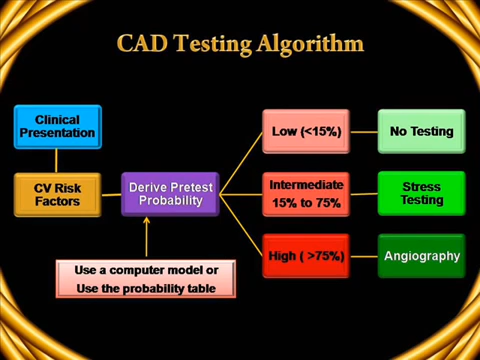 CAD Testing Algorithm
Clinical
Presentation
CV Risk
Factors
Derive Pretest
Probability
Use a computer model or
Use the probability table
Low (<15%)
No Testing
Intermediate
15% to 75%
Stress
Testing
High ( >75%)
Angiography